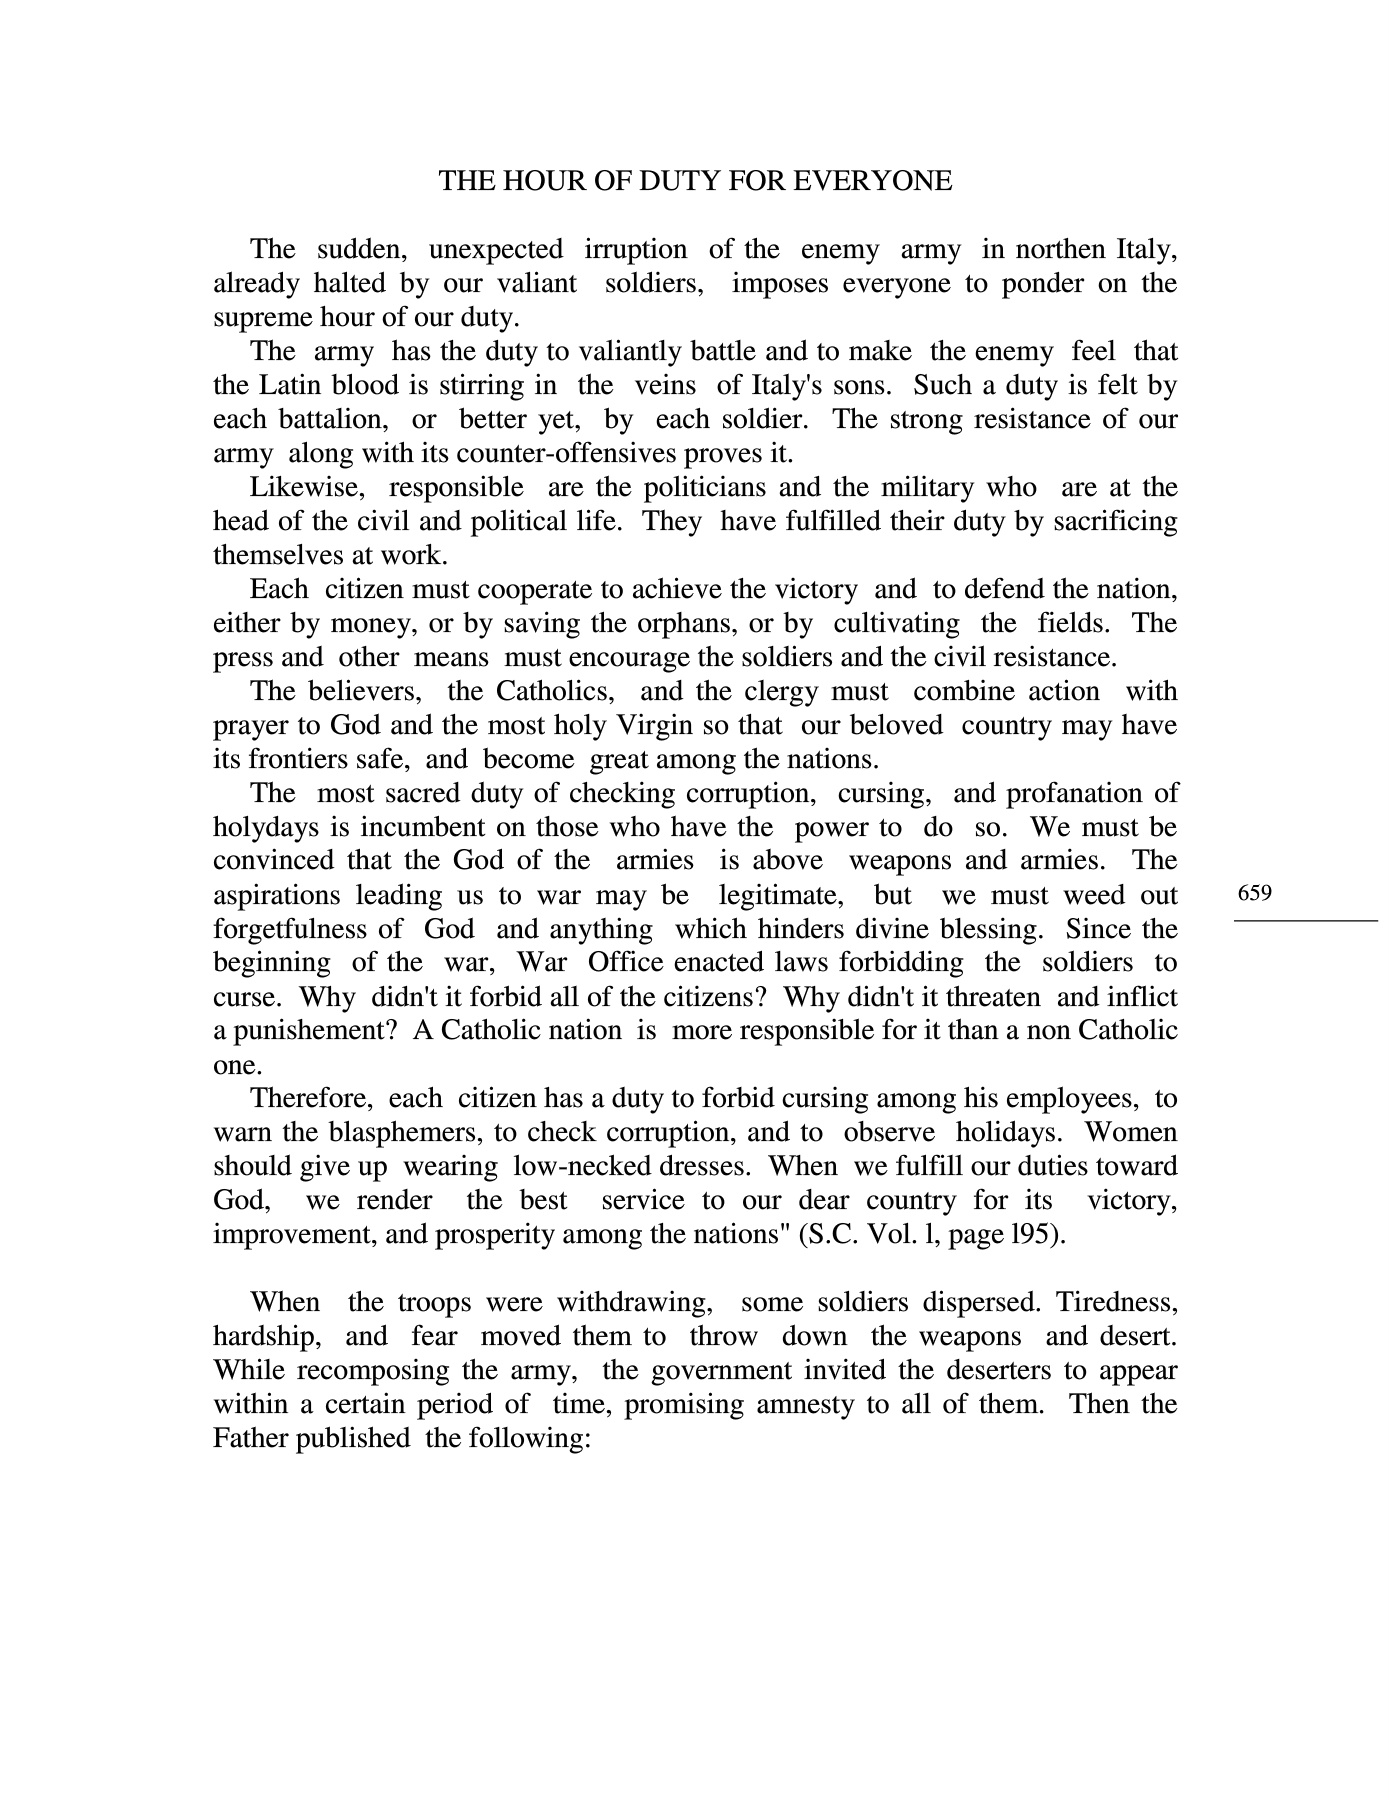 THE HOUR OF DUTY FOR EVERYONE
The sudden, unexpected irruption of the enemy army in northen Italy,
already halted by our valiant soldiers, imposes everyone to ponder on the
supreme hour of our duty.
The army has the duty to valiantly battle and to make the enemy feel that
the Latin blood is stirring in the veins of Italy's sons. Such a duty is felt by
each battalion, or better yet, by each soldier. The strong resistance of our
army along with its counter-offensives proves it.
Likewise, responsible are the politicians and the military who are at the
head of the civil and political life. They have fulfilled their duty by sacrificing
themselves at work.
Each citizen must cooperate to achieve the victory and to defend the nation,
either by money, or by saving the orphans, or by cultivating the fields. The
press and other means must encourage the soldiers and the civil resistance.
The believers, the Catholics, and the clergy must combine action with
prayer to God and the most holy Virgin so that our beloved country may have
its frontiers safe, and become great among the nations.
The most sacred duty of checking corruption, cursing, and profanation of
holydays is incumbent on those who have the power to do so. We must be
convinced that the God of the armies is above weapons and armies. The
aspirations leading us to war may be legitimate, but we must weed out
forgetfulness of God and anything which hinders divine blessing. Since the
beginning of the war, War Office enacted laws forbidding the soldiers to
curse. Why didn't it forbid all of the citizens? Why didn't it threaten and inflict
a punishement? A Catholic nation is more responsible for it than a non Catholic
one.
Therefore, each citizen has a duty to forbid cursing among his employees, to
warn the blasphemers, to check corruption, and to observe holidays. Women
should give up wearing low-necked dresses. When we fulfill our duties toward
God, we render the best service to our dear country for its victory,
improvement, and prosperity among the nations" (S.C. Vol. l, page l95).
When the troops were withdrawing, some soldiers dispersed. Tiredness,
hardship, and fear moved them to throw down the weapons and desert.
While recomposing the army, the government invited the deserters to appear
within a certain period of time, promising amnesty to all of them. Then the
Father published the following:
659